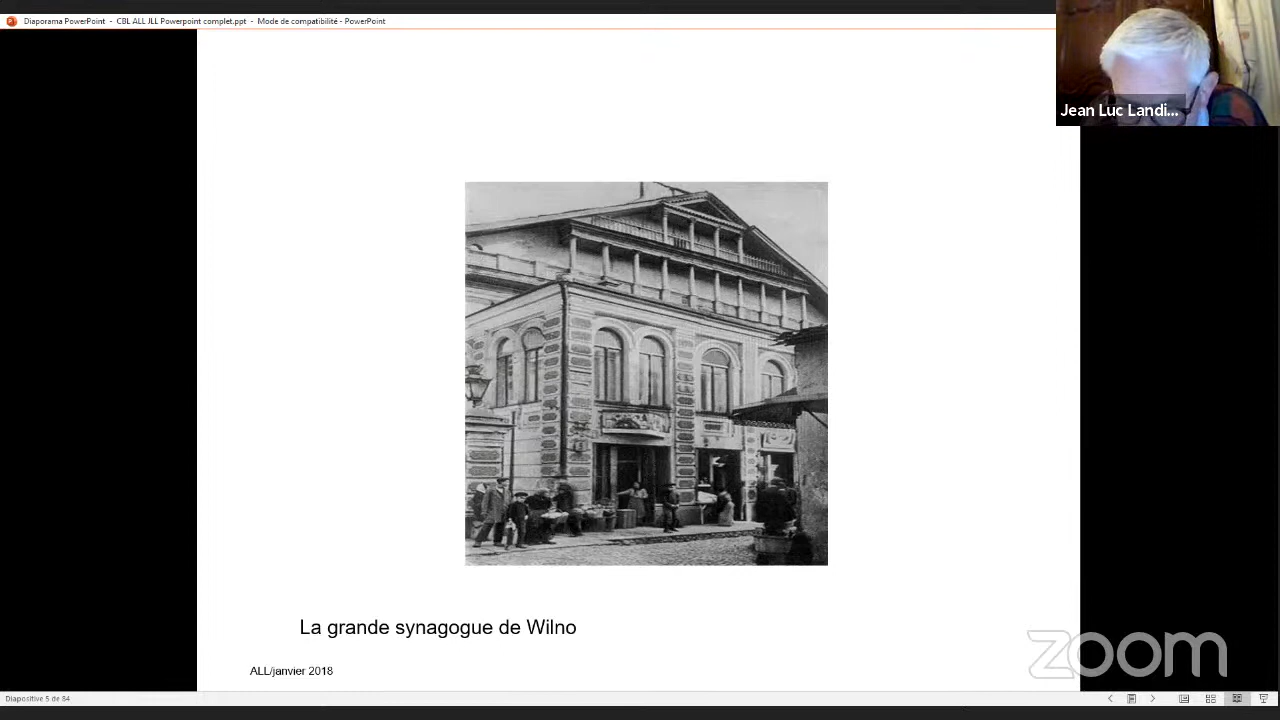 Diaporama PowerPoint - CBL ALL JLL Powerpoint complet.ppt - Mode de compatibilité - PowerPoint
Jean Luc Landi...
La grande synagogue de Wilno
ALL/janvier 2018
zoom
Diapositive 5 de 84